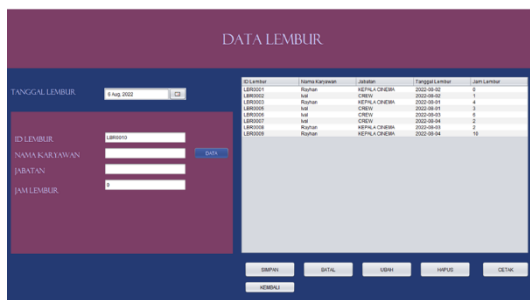 DATA LEMBUR
TANGGAL LEMBUR
6 Aug, 2022
ID LEMBUR
LBR0010
NAMA KARYAWAN
DATA
JABATAN
JAM LEMBUR
0
ID Lembur Nama Karyawan Jabatan Tanggal Lembur Jam Lembur
LBR0001 Rayhan KEPALA CINEMA 2022-08-02 0
LBR0002 Ival CREW 2022-08-02 1
LBR0003 Rayhan KEPALA CINEMA 2022-08-01 4
LBR0005 Ival CREW 2022-08-01 3
LBR0006 Ival CREW 2022-08-03 6
LBR0007 Ival CREW 2022-08-04 2
LBR0008 Rayhan KEPALA CINEMA 2022-08-03 2
LBR0009 Rayhan KEPALA CINEMA 2022-08-04 10
SIMPAN BATAL UBAH HAPUS CETAK
KEMBALI